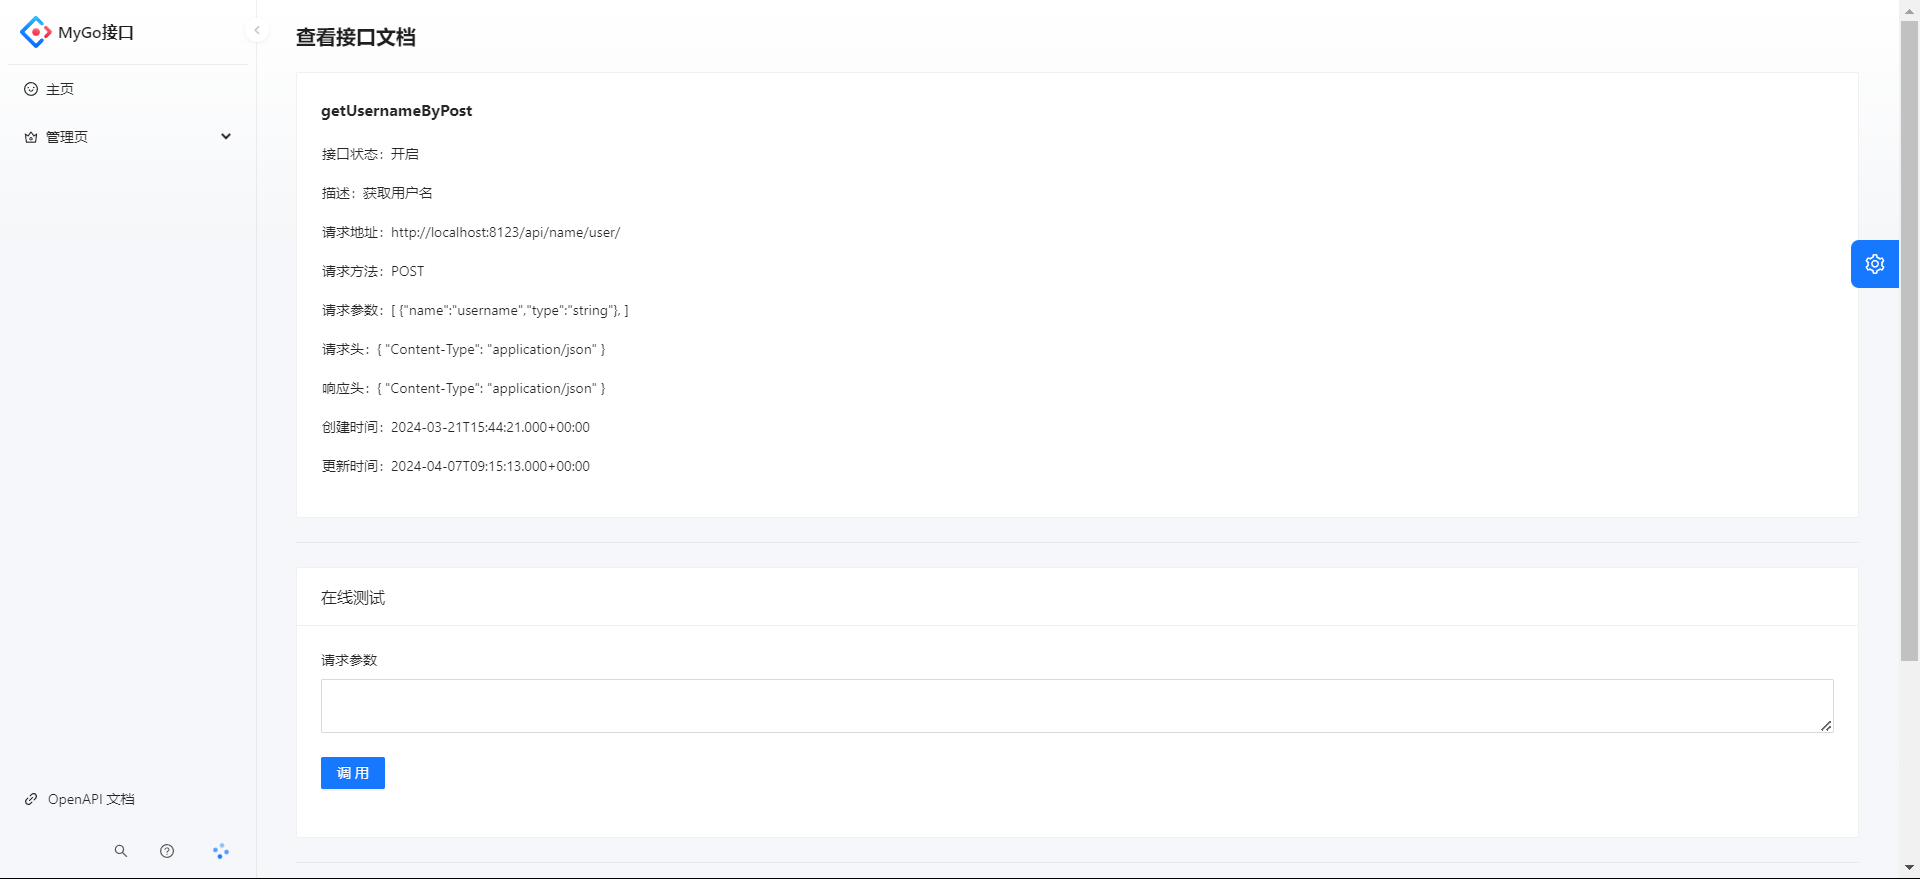 MyGo接口
主页
管理页
OpenAPI 文档
查看接口文档
getUsernameByPost
接口状态：开启
描述：获取用户名
请求地址：http://localhost:8123/api/name/user/
请求方法：POST
请求参数：[ {"name":"username","type":"string"}, ]
请求头：{ "Content-Type": "application/json" }
响应头：{ "Content-Type": "application/json" }
创建时间：2024-03-21T15:44:21.000+00:00
更新时间：2024-04-07T09:15:13.000+00:00
在线测试
请求参数
调 用